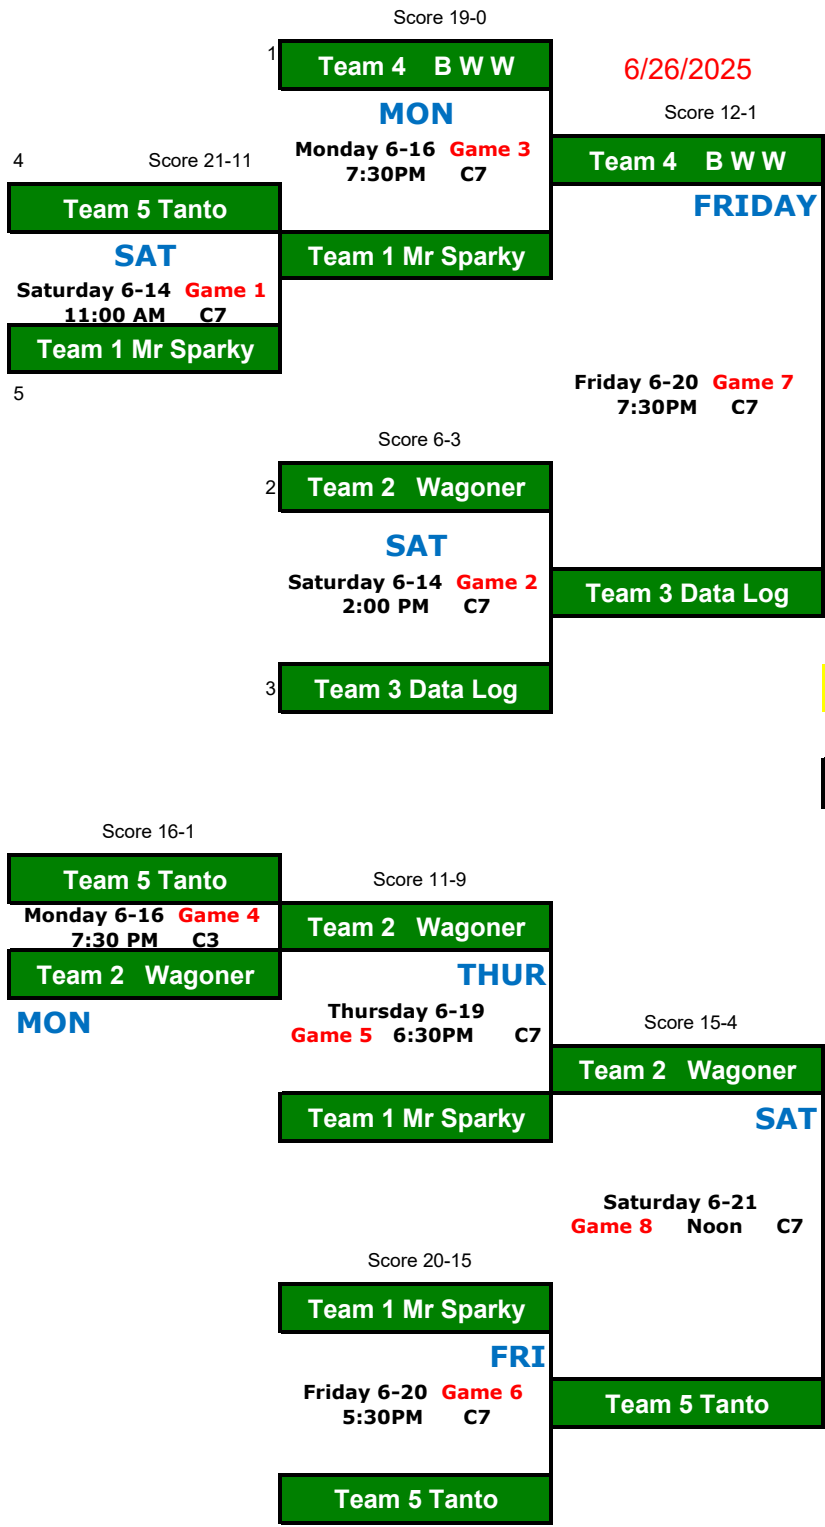 Score 19-0
1
Team 4 B W W
6/26/2025
MON
Score 12-1
Monday 6-16 Game 3
7:30PM C7
4
Score 21-11
Team 4 B W W
Team 5 Tanto
FRIDAY
SAT
Team 1 Mr Sparky
Saturday 6-14 Game 1
11:00 AM C7
Team 1 Mr Sparky
5
Friday 6-20 Game 7
7:30PM C7
Score 6-3
2
Team 2 Wagoner
SAT
Saturday 6-14 Game 2
2:00 PM C7
Team 3 Data Log
3
Team 3 Data Log
Score 16-1
Team 5 Tanto
Score 11-9
Monday 6-16 Game 4
7:30 PM C3
Team 2 Wagoner
Team 2 Wagoner
THUR
MON
Thursday 6-19
Game 5 6:30PM C7
Score 15-4
Team 2 Wagoner
Team 1 Mr Sparky
SAT
Saturday 6-21
Game 8 Noon C7
Score 20-15
Team 1 Mr Sparky
FRI
Friday 6-20 Game 6
5:30PM C7
Team 5 Tanto
Team 5 Tanto